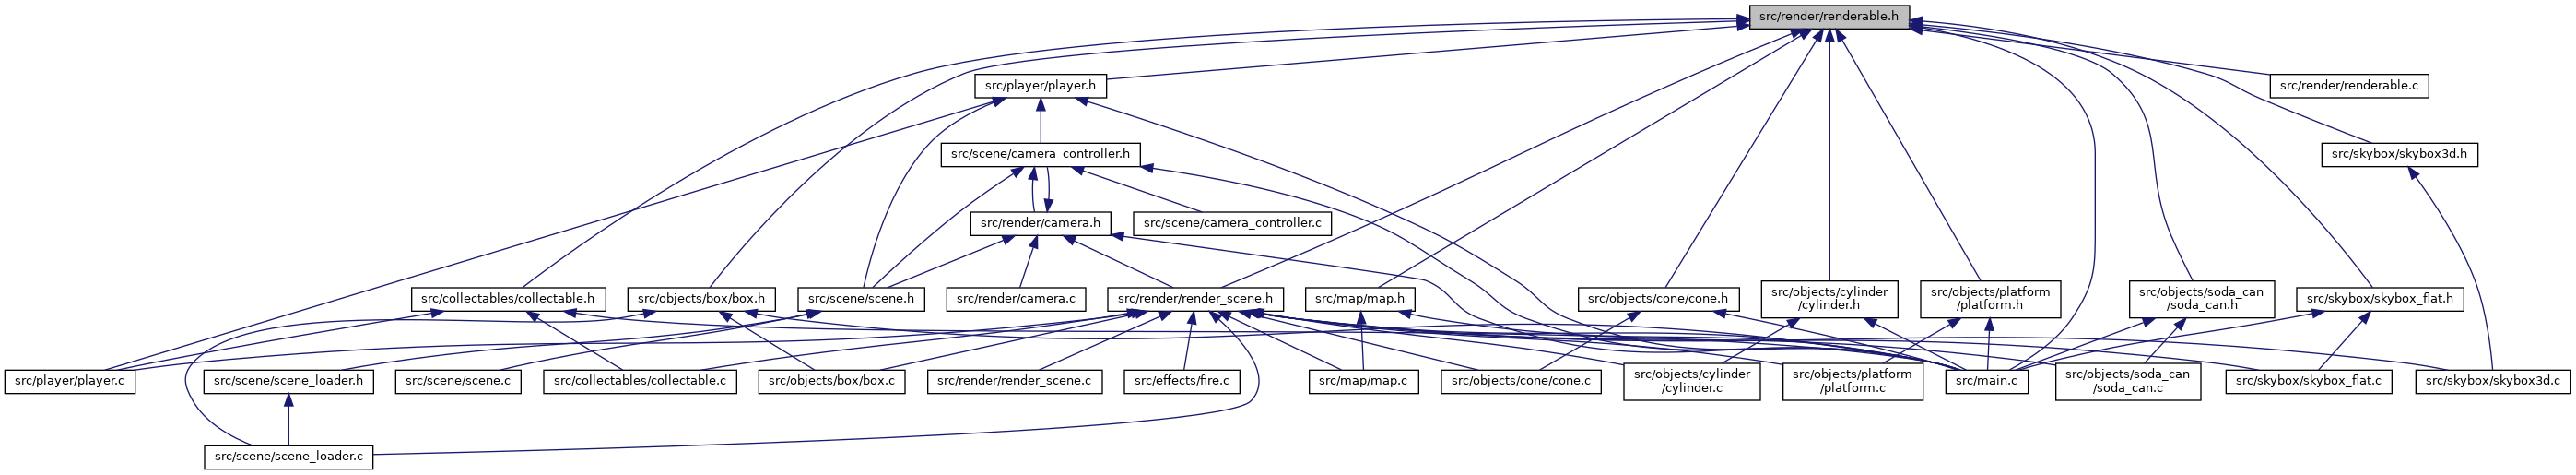 src/render/renderable.h
src/player/player.h
src/render/renderable.c
src/scene/camera_controller.h
src/skybox/skybox3d.h
src/render/camera.h
src/scene/camera_controller.c
src/collectables/collectable.h
src/objects/box/box.h
src/scene/scene.h
src/render/camera.c
src/render/render_scene.h
src/map/map.h
src/objects/cone/cone.h
src/objects/cylinder
/cylinder.h
src/objects/platform
/platform.h
src/objects/soda_can
/soda_can.h
src/skybox/skybox_flat.h
src/player/player.c
src/scene/scene_loader.h
src/scene/scene.c
src/collectables/collectable.c
src/objects/box/box.c
src/render/render_scene.c
src/effects/fire.c
src/map/map.c
src/objects/cone/cone.c
src/objects/cylinder
/cylinder.c
src/objects/platform
/platform.c
src/main.c
src/objects/soda_can
/soda_can.c
src/skybox/skybox_flat.c
src/skybox/skybox3d.c
src/scene/scene_loader.c